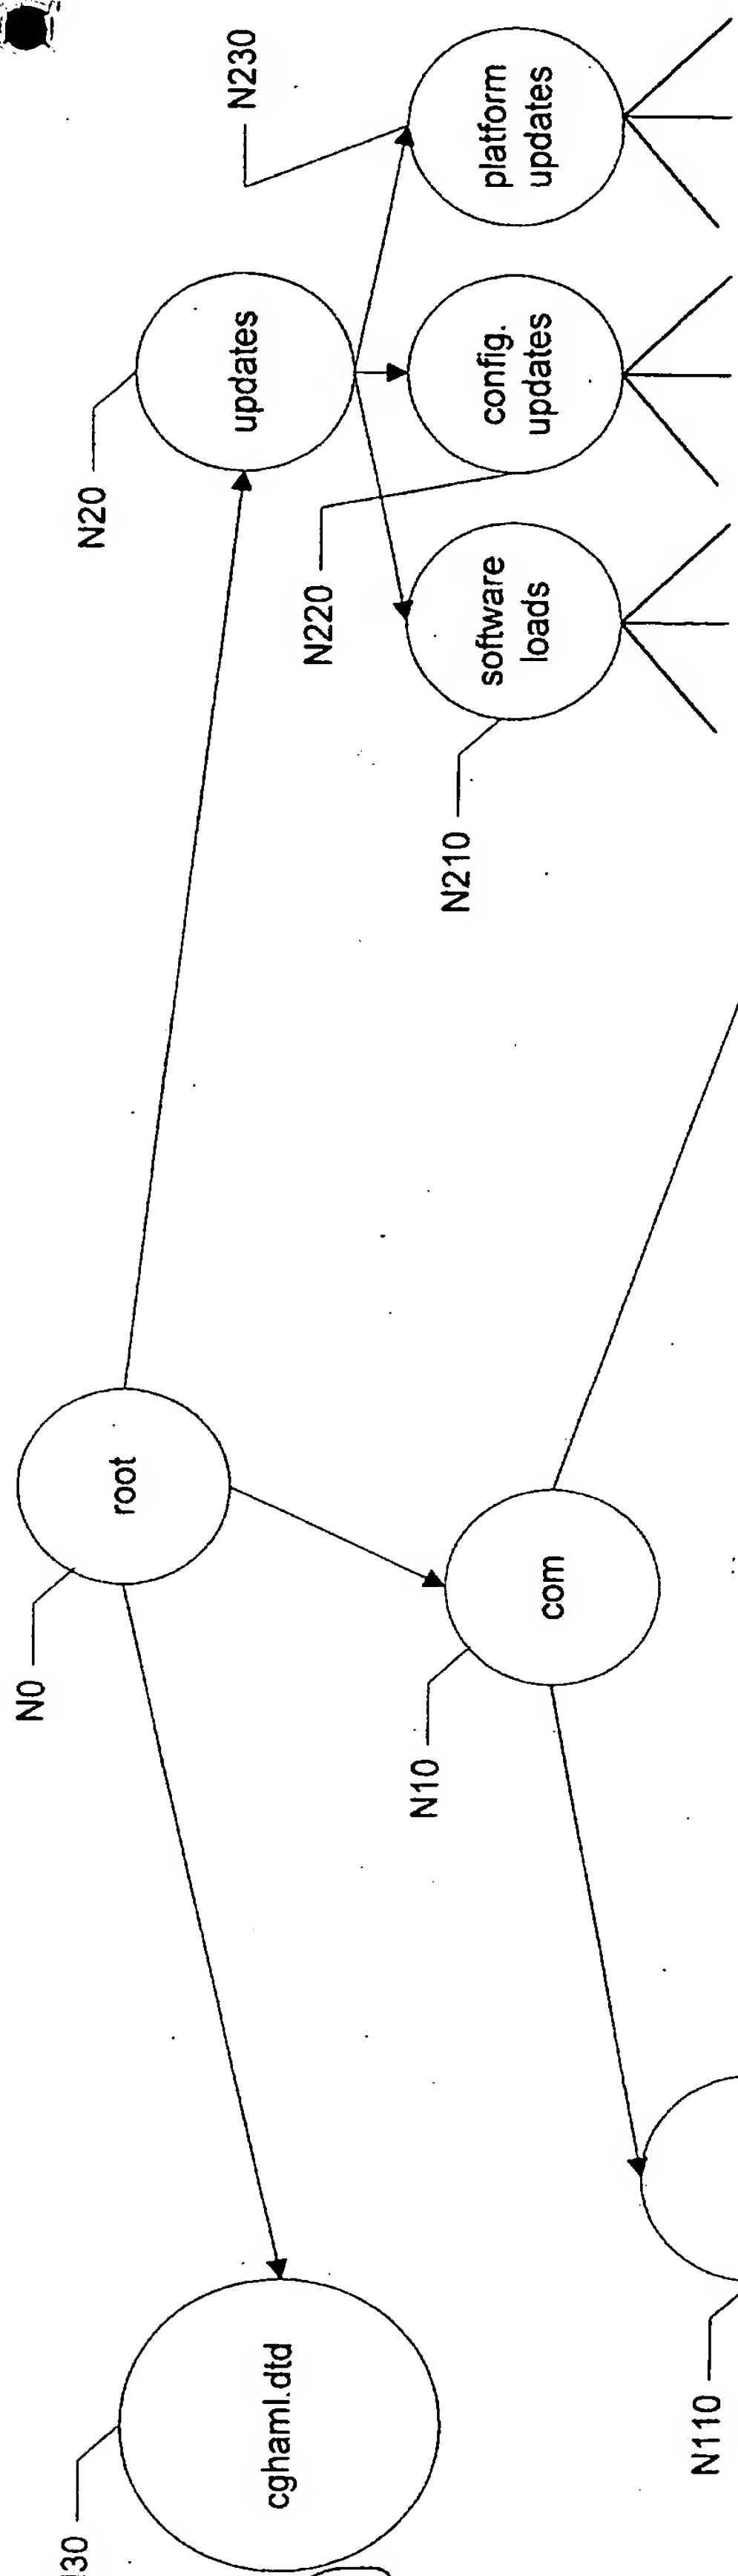 N0
30
N20
root
updates
N230
cghaml.dtd
N220
N10
N210
software
loads
config.
updates
platform
updates
com
N110